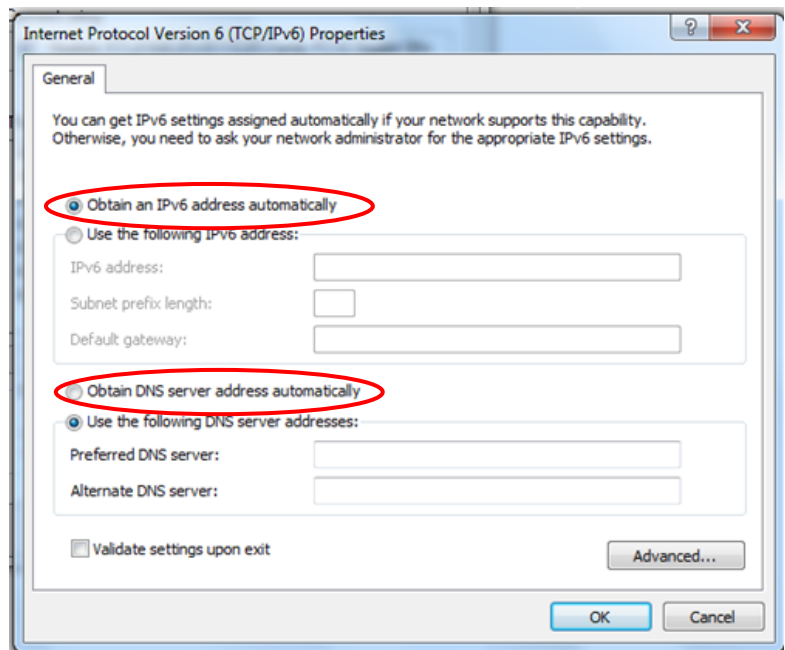 Internet Protocol Version 6 (TCP/IPv6) Properties
General
You can get IPv6 settings assigned automatically if your network supports this capability.
Otherwise, you need to ask your network administrator for the appropriate IPv6 settings.
Obtain an IPv6 address automatically
Use the following IPv6 address:
IPv6 address:
Subnet prefix length:
Default gateway:
Obtain DNS server address automatically
Use the following DNS server addresses:
Preferred DNS server:
Alternate DNS server:
Validate settings upon exit
Advanced...
OK
Cancel